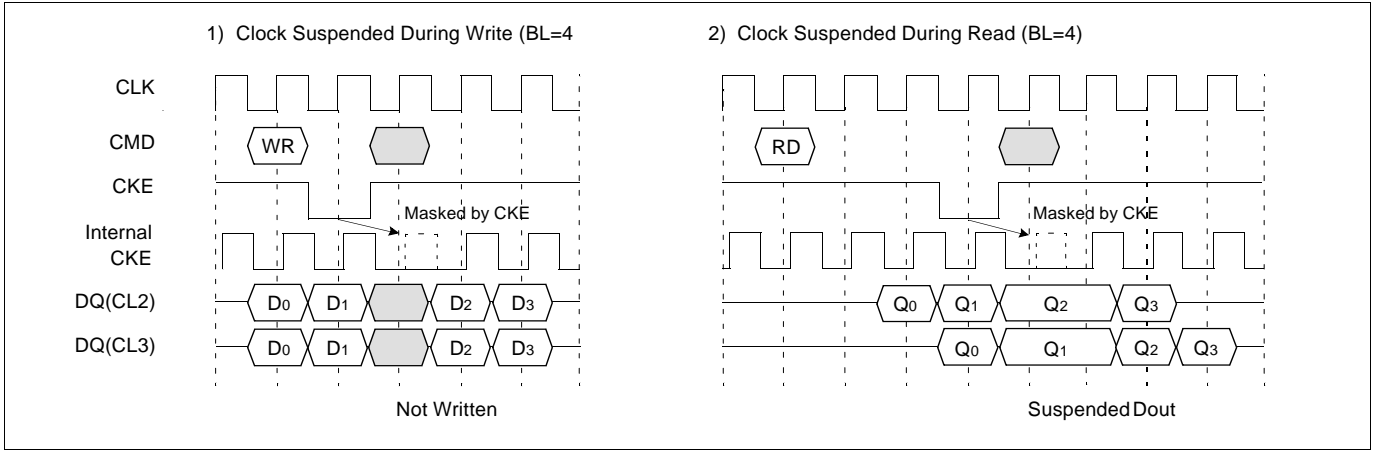 1) Clock Suspended During Write (BL=4
2) Clock Suspended During Read (BL=4)
CLK
CMD
WR
RD
CKE
Masked by CKE
Masked by CKE
Internal
CKE
DQ(CL2)
D0 D1 D2 D3
Q0 Q1 Q2 Q3
DQ(CL3)
D0 D1 D2 D3
Q0 Q1 Q2 Q3
Not Written
Suspended Dout